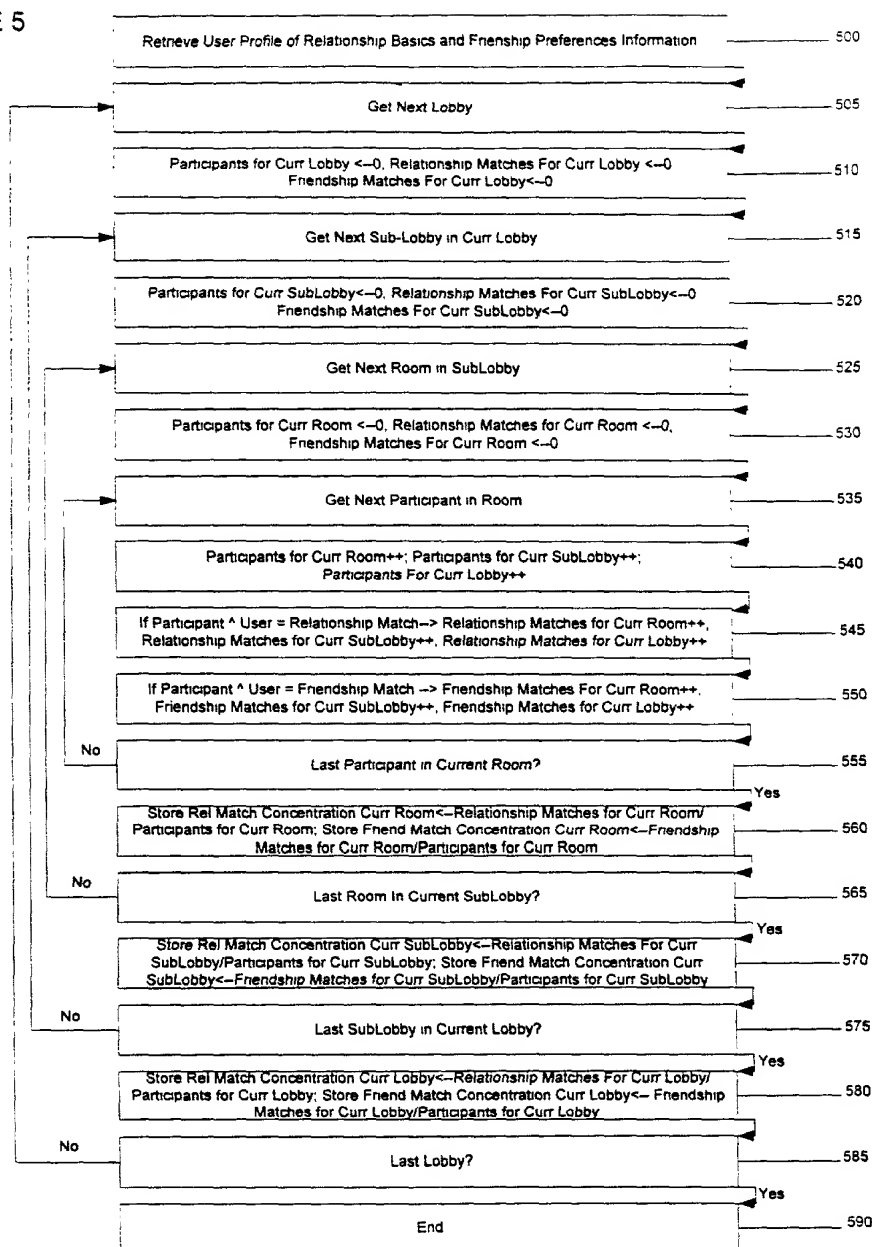 E 5
Retrieve User Profile of Relationship Basics and Frienship Preferences Information
500
Get Next Lobby
505
Participants for Curr Lobby <--0, Relationship Matches For Curr Lobby <--0
Friendship Matches For Curr Lobby<--0
510
Get Next Sub-Lobby in Curr Lobby
515
Participants for Curr SubLobby<--0, Relationship Matches For Curr SubLobby<--0
Friendship Matches For Curr SubLobby<--0
520
Get Next Room in SubLobby
525
Participants for Curr Room <--0, Relationship Matches for Curr Room <--0,
Friendship Matches For Curr Room <--0
530
Get Next Participant in Room
535
Participants for Curr Room++; Participants for Curr SubLobby++;
Participants For Curr Lobby++
540
If Participant ^ User = Relationship Match--> Relationship Matches for Curr Room++,
Relationship Matches for Curr SubLobby++, Relationship Matches for Curr Lobby++
545
If Participant ^ User = Friendship Match --> Friendship Matches For Curr Room++,
Friendship Matches for Curr SubLobby++, Friendship Matches for Curr Lobby++
550
No
Last Participant in Current Room?
555
Yes
Store Rel Match Concentration Curr Room<--Relationship Matches for Curr Room/
Participants for Curr Room; Store Friend Match Concentration Curr Room<--Friendship
Matches for Curr Room/Participants for Curr Room
560
No
Last Room In Current SubLobby?
565
Yes
Store Rel Match Concentration Curr SubLobby<--Relationship Matches For Curr
SubLobby/Participants for Curr SubLobby; Store Friend Match Concentration Curr
SubLobby<--Friendship Matches for Curr SubLobby/Participants for Curr SubLobby
570
No
Last SubLobby in Current Lobby?
575
Yes
Store Rel Match Concentration Curr Lobby<--Relationship Matches For Curr Lobby/
Participants for Curr Lobby; Store Friend Match Concentration Curr Lobby<-- Friendship
Matches for Curr Lobby/Participants for Curr Lobby
580
No
Last Lobby?
585
Yes
End
590